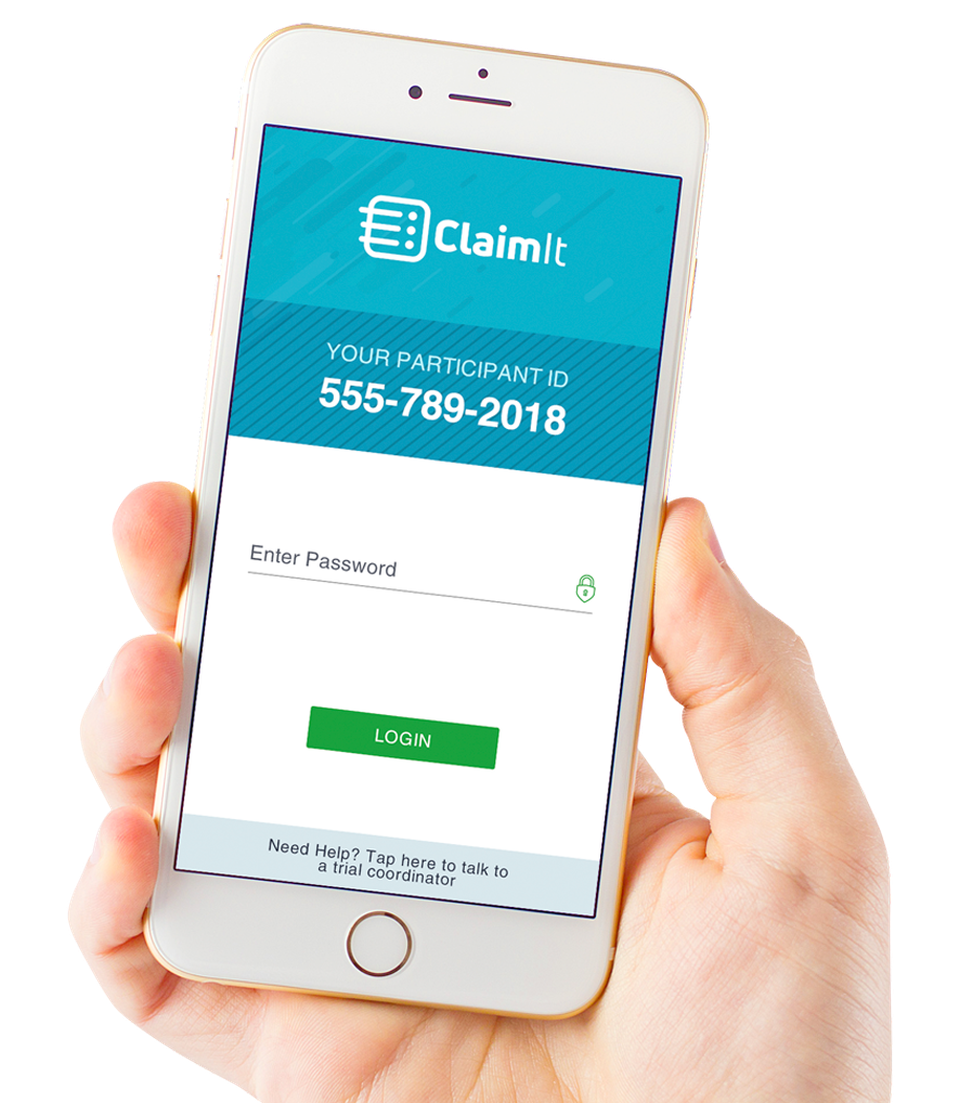 ClaimIt
YOUR PARTICIPANT ID
555-789-2018
Enter Password
LOGIN
Need Help? Tap here to talk to
a trial coordinator